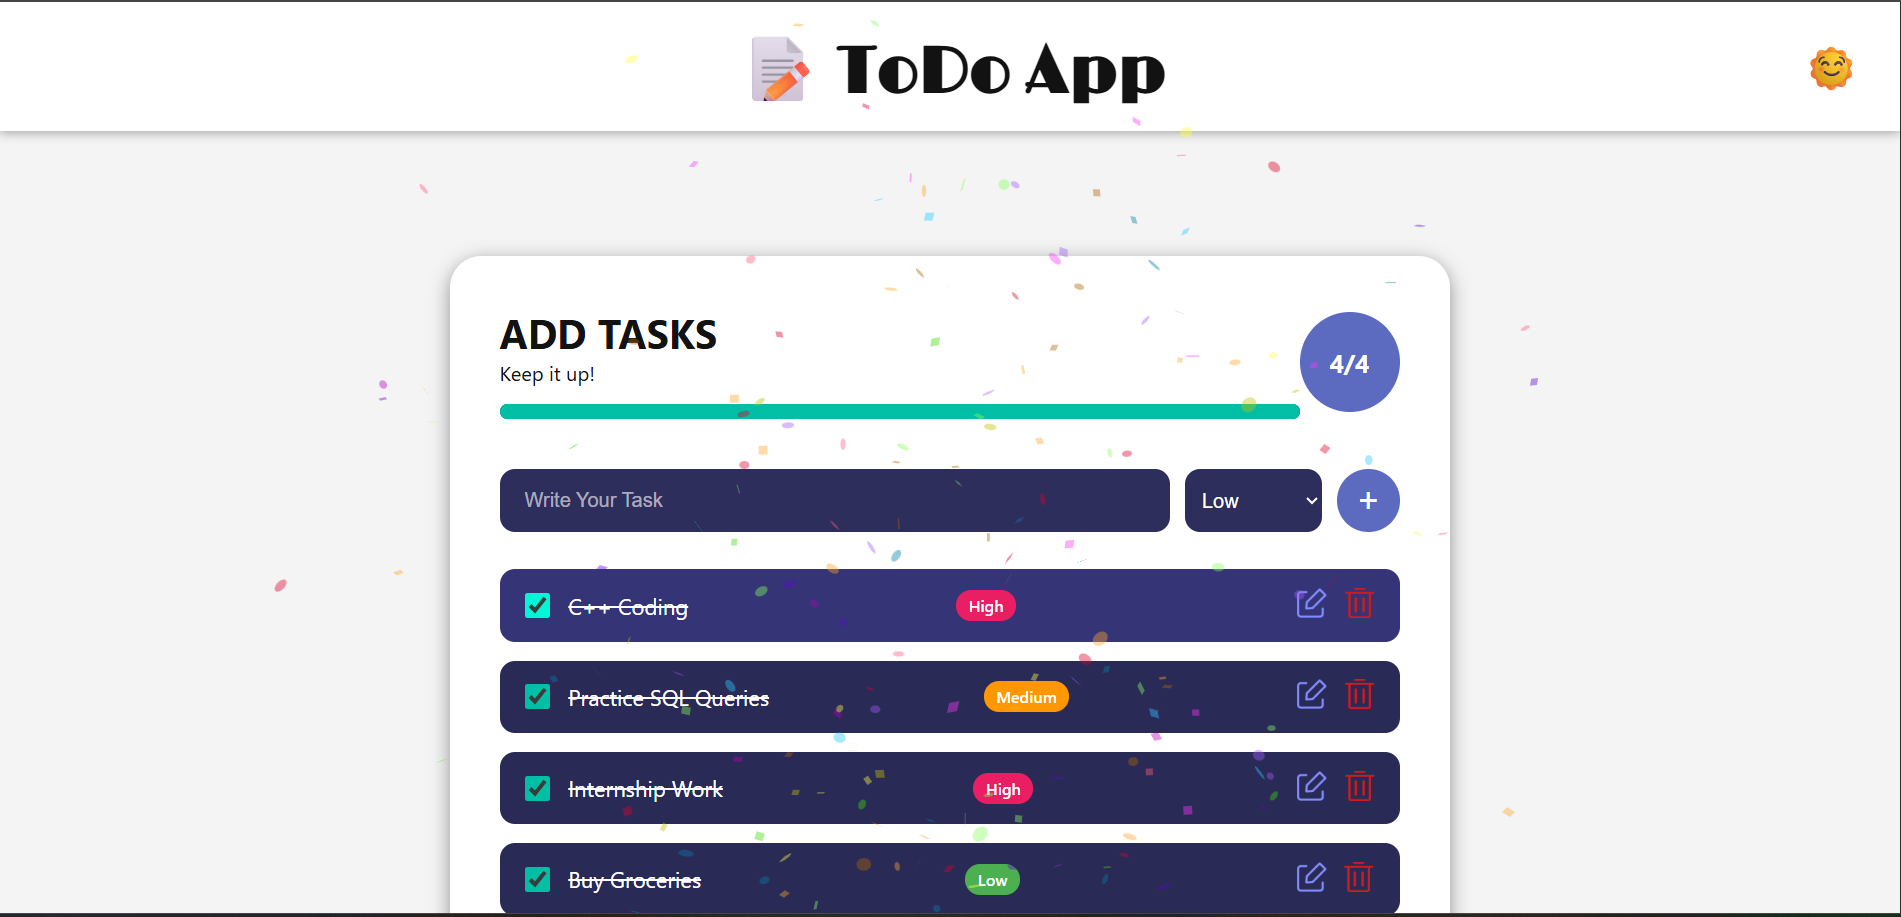 ToDo App
ADD TASKS
Keep it up!
4/4
Write Your Task
Low
+
C++ Coding
High
Practice SQL Queries
Medium
Internship Work
High
Buy Groceries
Low